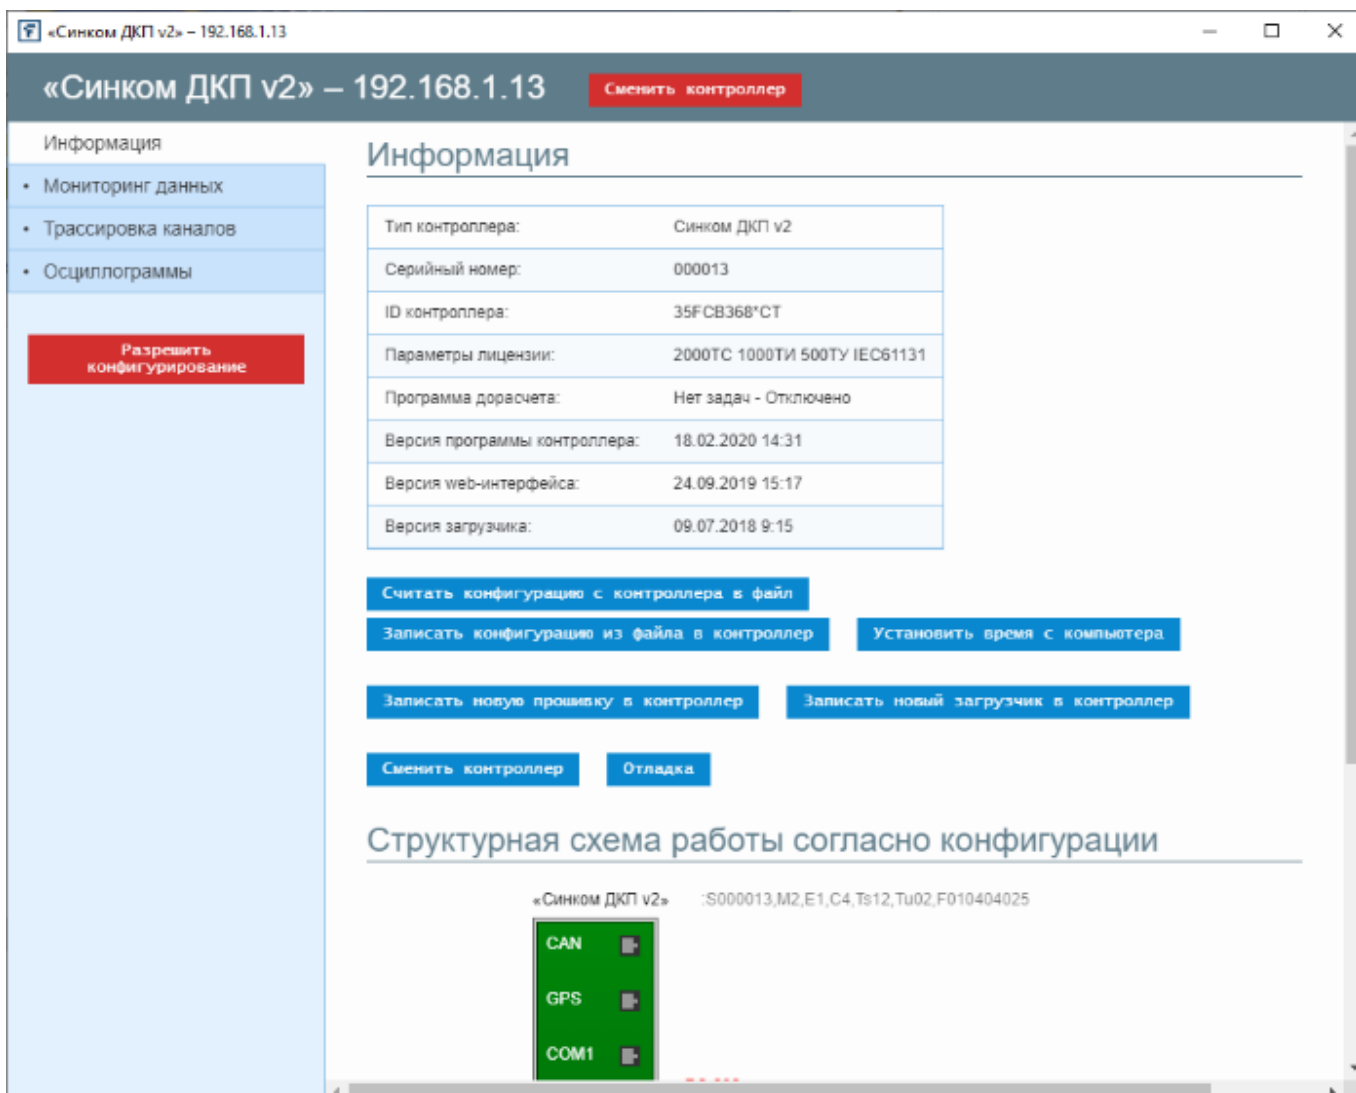 «Синком ДКП v2» – 192.168.1.13
«Синком ДКП v2» – 192.168.1.13
Сменить контроллер
Информация
Мониторинг данных
Трассировка каналов
Осциллограммы
Разрешить
конфигурирование
Информация
Тип контроллера: Синком ДКП v2
Серийный номер: 000013
ID контроллера: 35FCB368*CT
Параметры лицензии: 2000ТС 1000ТИ 500ТУ IEC61131
Программа дорасчета: Нет задач - Отключено
Версия программы контроллера: 18.02.2020 14:31
Версия web-интерфейса: 24.09.2019 15:17
Версия загрузчика: 09.07.2018 9:15
Считать конфигурацию с контроллера в файл
Записать конфигурацию из файла в контроллер Установить время с компьютера
Записать новую прошивку в контроллер Записать новый загрузчик в контроллер
Сменить контроллер Отладка
Структурная схема работы согласно конфигурации
«Синком ДКП v2» :S000013,M2,E1,C4,Ts12,Tu02,F010404025
CAN
GPS
COM1